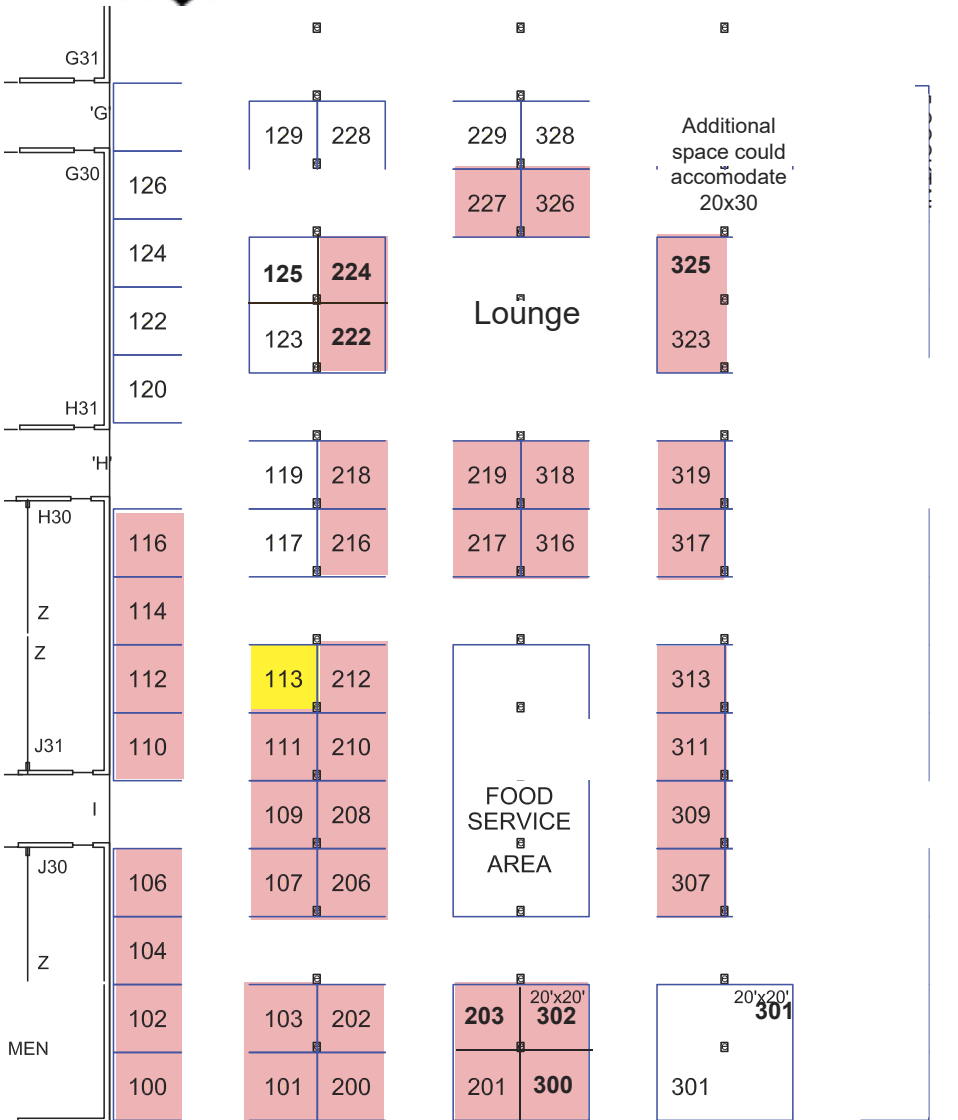 G31
'G'
129 228 229 328
Additional
space could
accomodate
20x30
G30
126
227 326
124
125 224
325
Lounge
122
123 222
323
120
H31
'H'
119 218 219 318 319
H30
116
117 216 217 316 317
Z
114
Z
112
113 212
313
J31
110
111 210
311
I
FOOD
SERVICE
AREA
109 208
309
J30
106
107 206
307
Z
104
20'x20'
20'x20'
102
103 202
203 302
301
MEN
100
101 200
201 300
301